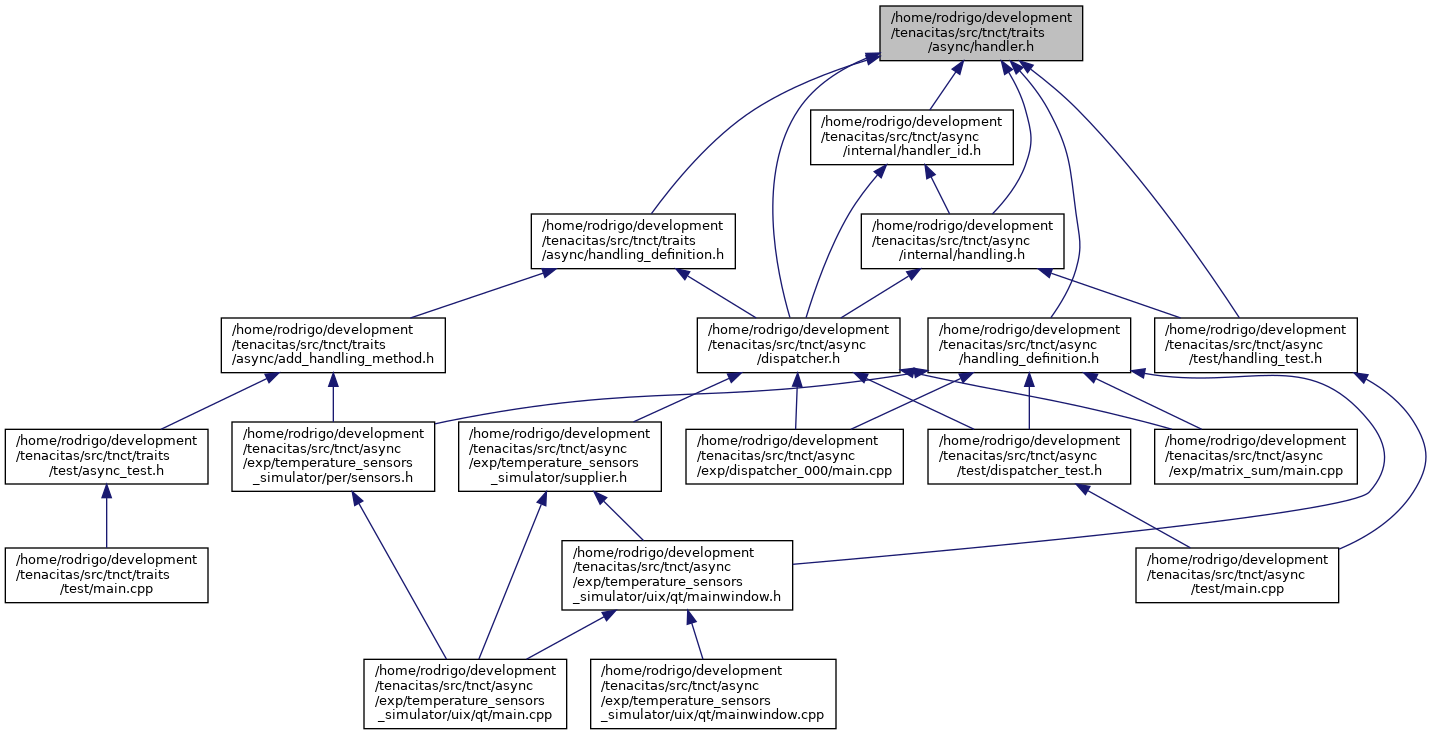 /home/rodrigo/development
/tenacitas/src/tnct/traits
/async/handler.h
/home/rodrigo/development
/tenacitas/src/tnct/async
/internal/handler_id.h
/home/rodrigo/development
/tenacitas/src/tnct/traits
/async/handling_definition.h
/home/rodrigo/development
/tenacitas/src/tnct/async
/internal/handling.h
/home/rodrigo/development
/tenacitas/src/tnct/traits
/async/add_handling_method.h
/home/rodrigo/development
/tenacitas/src/tnct/async
/dispatcher.h
/home/rodrigo/development
/tenacitas/src/tnct/async
/handling_definition.h
/home/rodrigo/development
/tenacitas/src/tnct/async
/test/handling_test.h
/home/rodrigo/development
/tenacitas/src/tnct/traits
/test/async_test.h
/home/rodrigo/development
/tenacitas/src/tnct/async
/exp/temperature_sensors
_simulator/per/sensors.h
/home/rodrigo/development
/tenacitas/src/tnct/async
/exp/temperature_sensors
_simulator/supplier.h
/home/rodrigo/development
/tenacitas/src/tnct/async
/exp/dispatcher_000/main.cpp
/home/rodrigo/development
/tenacitas/src/tnct/async
/test/dispatcher_test.h
/home/rodrigo/development
/tenacitas/src/tnct/async
/exp/matrix_sum/main.cpp
/home/rodrigo/development
/tenacitas/src/tnct/traits
/test/main.cpp
/home/rodrigo/development
/tenacitas/src/tnct/async
/exp/temperature_sensors
_simulator/uix/qt/mainwindow.h
/home/rodrigo/development
/tenacitas/src/tnct/async
/test/main.cpp
/home/rodrigo/development
/tenacitas/src/tnct/async
/exp/temperature_sensors
_simulator/uix/qt/main.cpp
/home/rodrigo/development
/tenacitas/src/tnct/async
/exp/temperature_sensors
_simulator/uix/qt/mainwindow.cpp